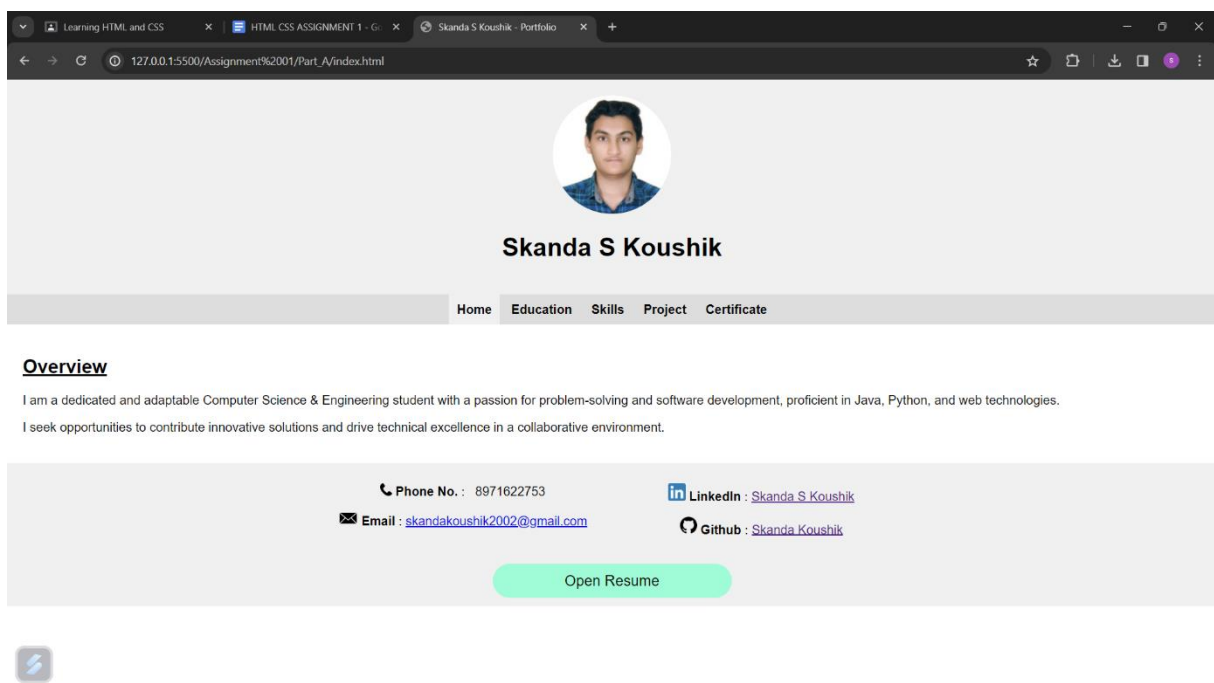 Learning HTML and CSS
HTML CSS ASSIGNMENT 1 - Go
Skanda S Koushik - Portfolio
127.0.0.1:5500/Assignment%2001/Part_A/index.html
S
Skanda S Koushik
Home Education Skills Project Certificate
Overview
I am a dedicated and adaptable Computer Science & Engineering student with a passion for problem-solving and software development, proficient in Java, Python, and web technologies.
I seek opportunities to contribute innovative solutions and drive technical excellence in a collaborative environment.
Phone No. : 8971622753
Email : skandakoushik2002@gmail.com
in LinkedIn : Skanda S Koushik
Github : Skanda Koushik
Open Resume